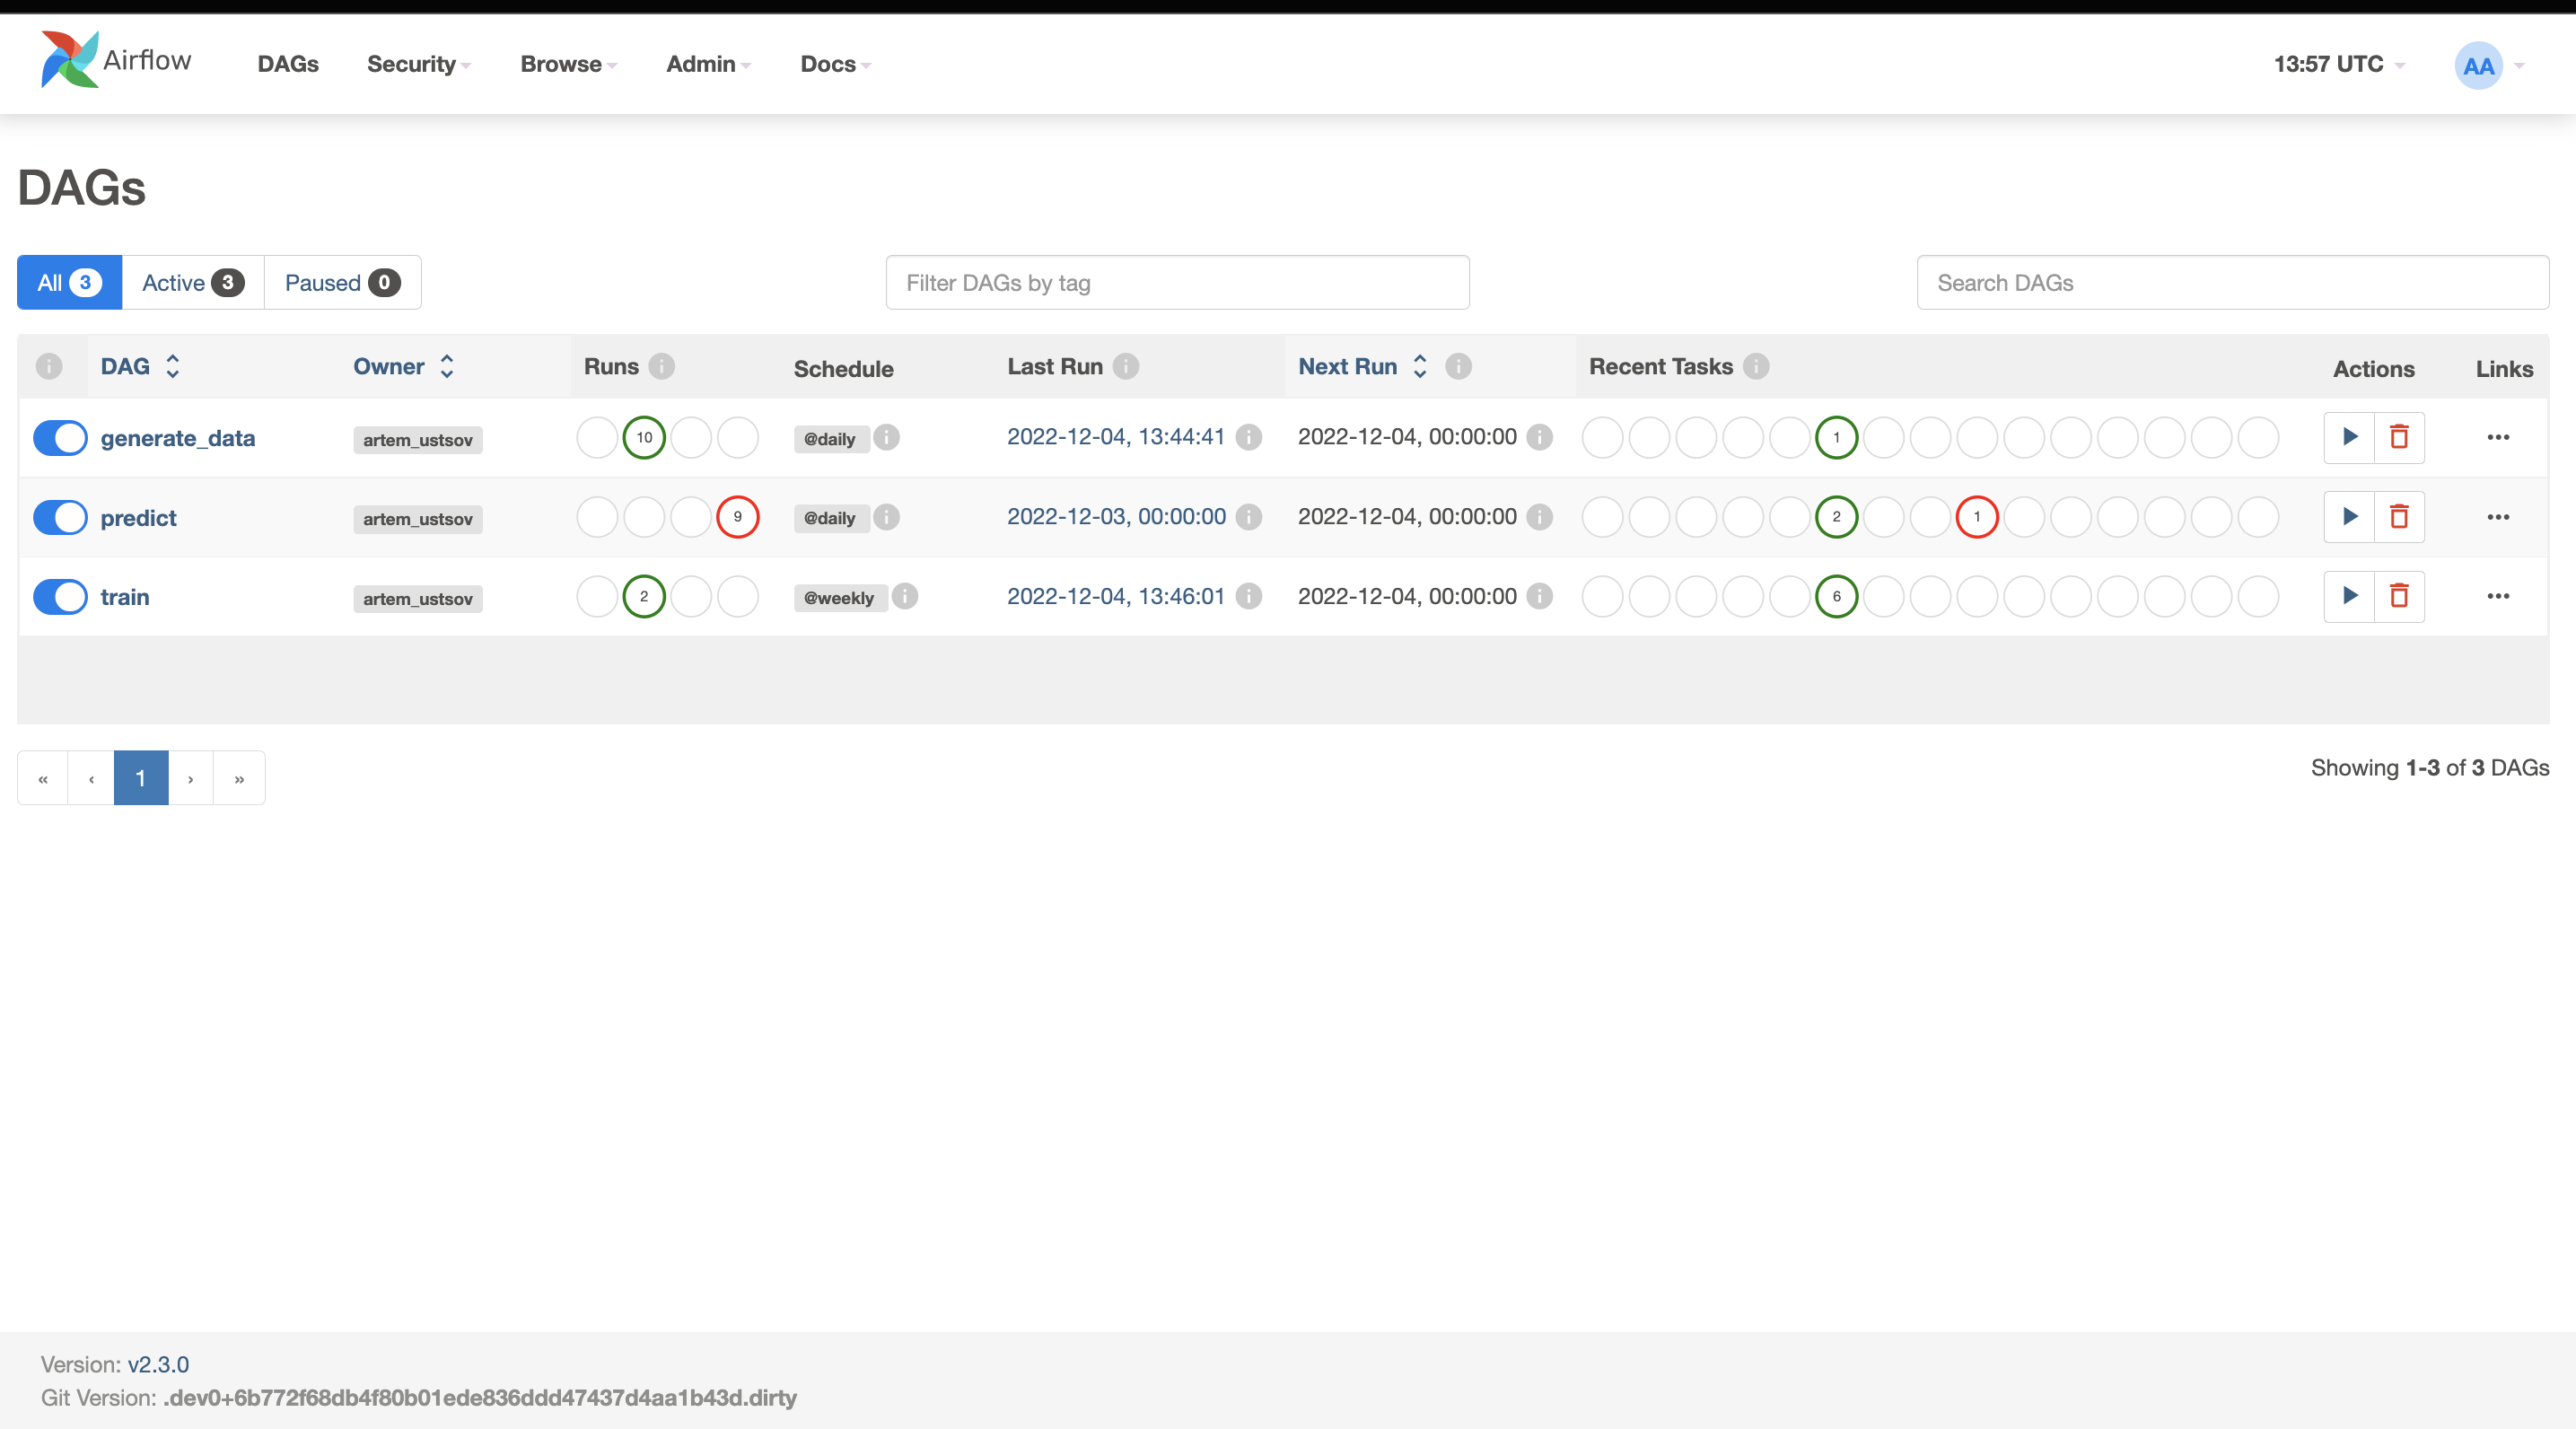 Airflow DAGs Security Browse Admin Docs 13:57 UTC AA
DAGs
All 3 Active 3 Paused 0 Filter DAGs by tag Search DAGs
i DAG Owner Runs i Schedule Last Run i Next Run i Recent Tasks i Actions Links
generate_data artem_ustsov 10 @daily i 2022-12-04, 13:44:41 i 2022-12-04, 00:00:00 i 1 •••
predict artem_ustsov 9 @daily i 2022-12-03, 00:00:00 i 2022-12-04, 00:00:00 i 2 1 •••
train artem_ustsov 2 @weekly i 2022-12-04, 13:46:01 i 2022-12-04, 00:00:00 i 6 •••
« ‹ 1 › » Showing 1-3 of 3 DAGs
Version: v2.3.0
Git Version: .dev0+6b772f68db4f80b01ede836ddd47437d4aa1b43d.dirty